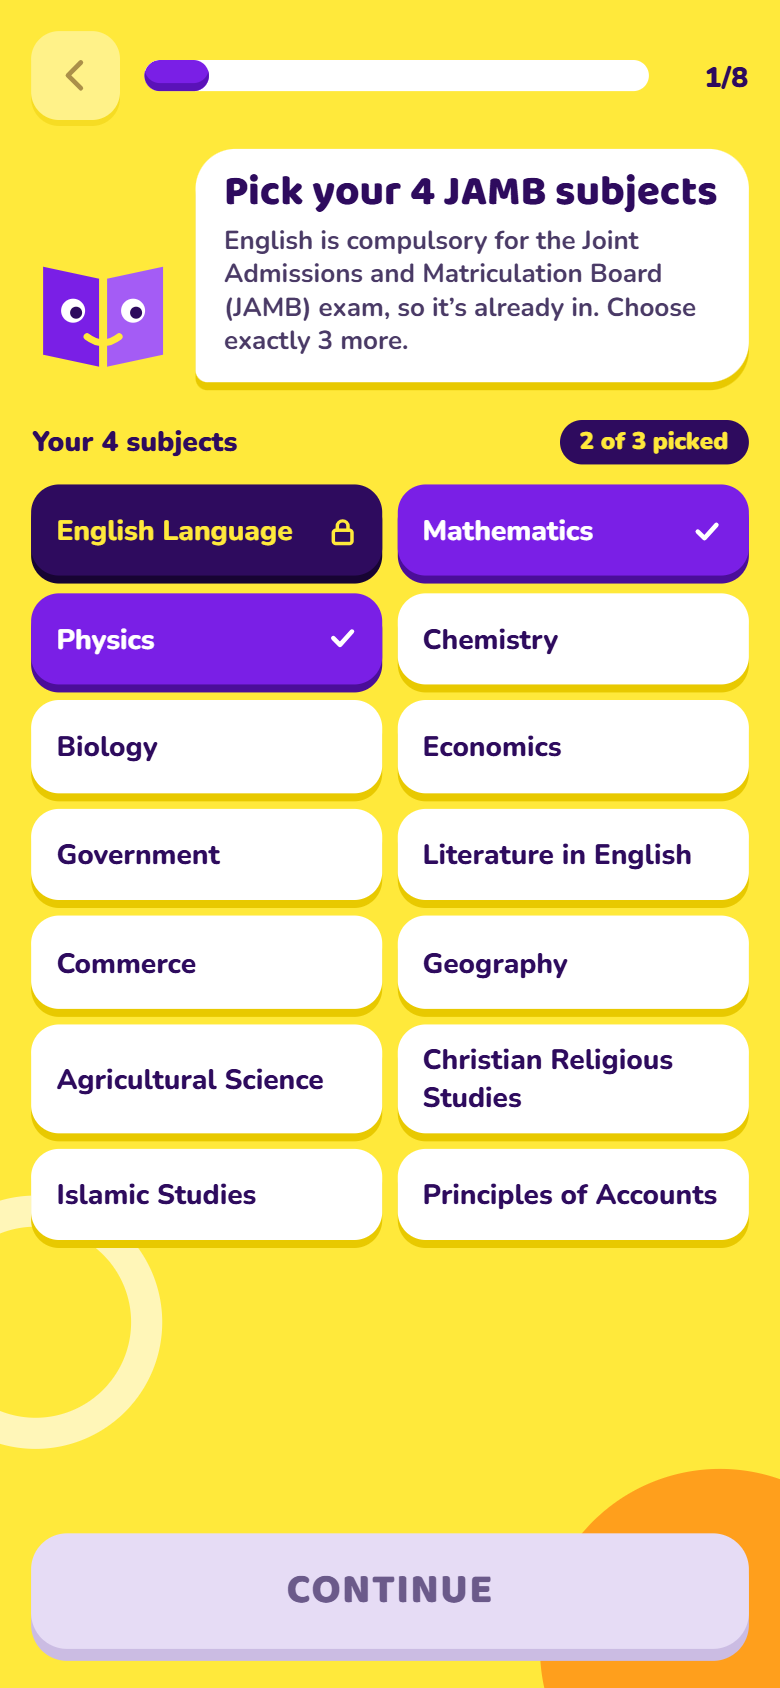 1/8
Pick your 4 JAMB subjects
English is compulsory for the Joint
Admissions and Matriculation Board
(JAMB) exam, so it’s already in. Choose
exactly 3 more.
Your 4 subjects
2 of 3 picked
English Language
Mathematics
Physics
Chemistry
Biology
Economics
Government
Literature in English
Commerce
Geography
Agricultural Science
Christian Religious
Studies
Islamic Studies
Principles of Accounts
CONTINUE